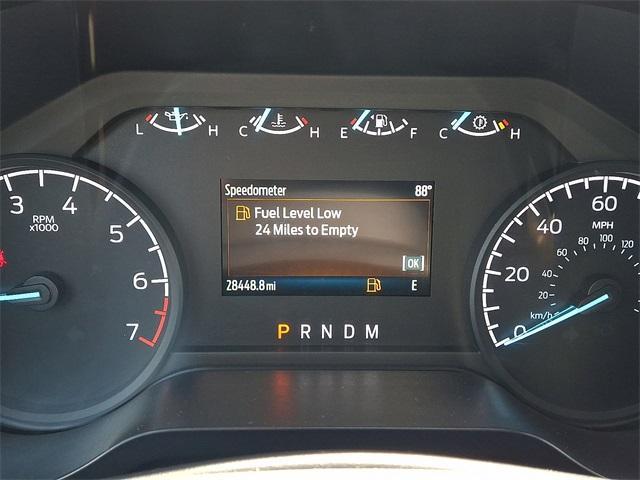 L H C H E F C H
Speedometer 88°
Fuel Level Low
24 Miles to Empty
OK
28448.8 mi E
P R N D M
3 4 5 6 7
RPM
x1000
0 20 40 60
MPH
20 40 60 80 100 120
km/h